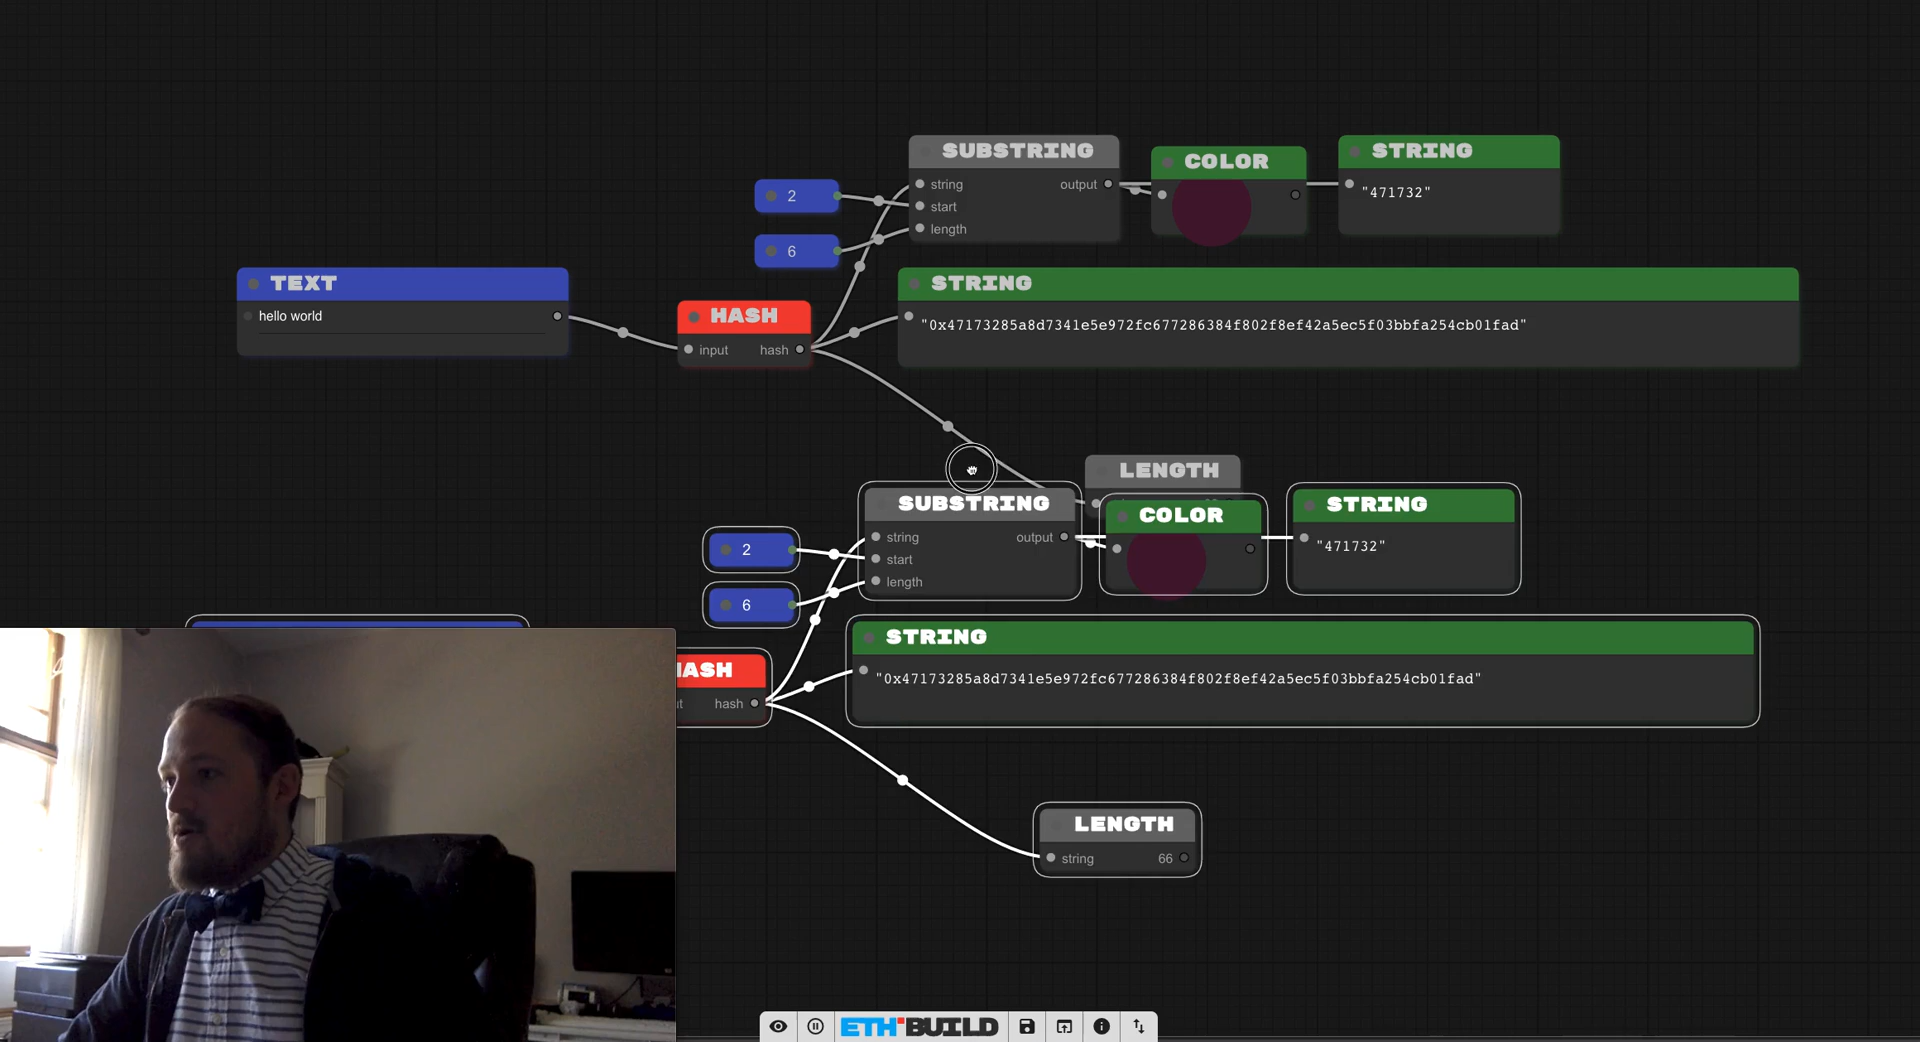 SUBSTRING
string output
start
length
2
6
COLOR
STRING
"471732"
TEXT
hello world
HASH
input hash
STRING
"0x47173285a8d7341e5e972fc677286384f802f8ef42a5ec5f03bbfa254cb01fad"
LENGTH
SUBSTRING
string output
start
length
2
6
COLOR
STRING
"471732"
HASH
hash
STRING
"0x47173285a8d7341e5e972fc677286384f802f8ef42a5ec5f03bbfa254cb01fad"
LENGTH
string 66
ETH BUILD